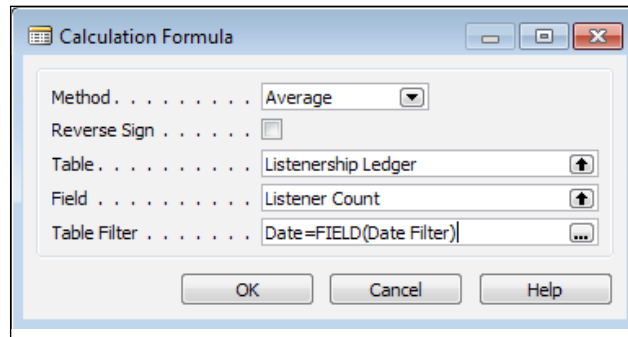 Calculation Formula
Method. . . . . . . . . . Average
Reverse Sign . . . . . .
Table. . . . . . . . . . . Listenership Ledger
Field . . . . . . . . . . . Listener Count
Table Filter . . . . . . . Date=FIELD(Date Filter)
OK Cancel Help